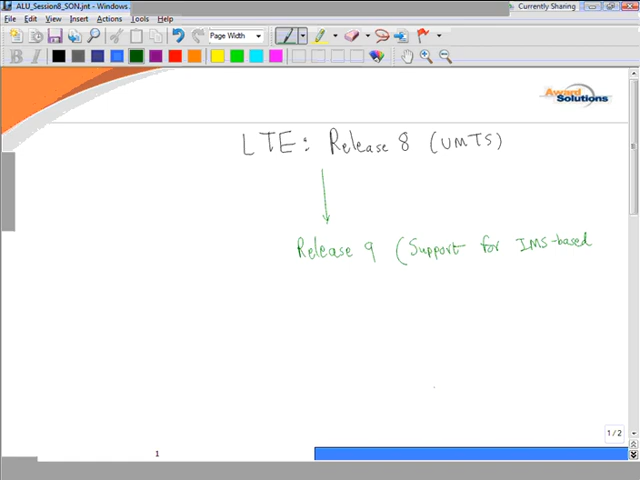 ALU_Session8_SON.jnt - Windows
Currently Sharing
File Edit View Insert Actions Tools Help
Page Width
B I
Award Solutions
LTE: Release 8 (UMTS)
Release 9 (Support for IMS-based
1 / 2
1